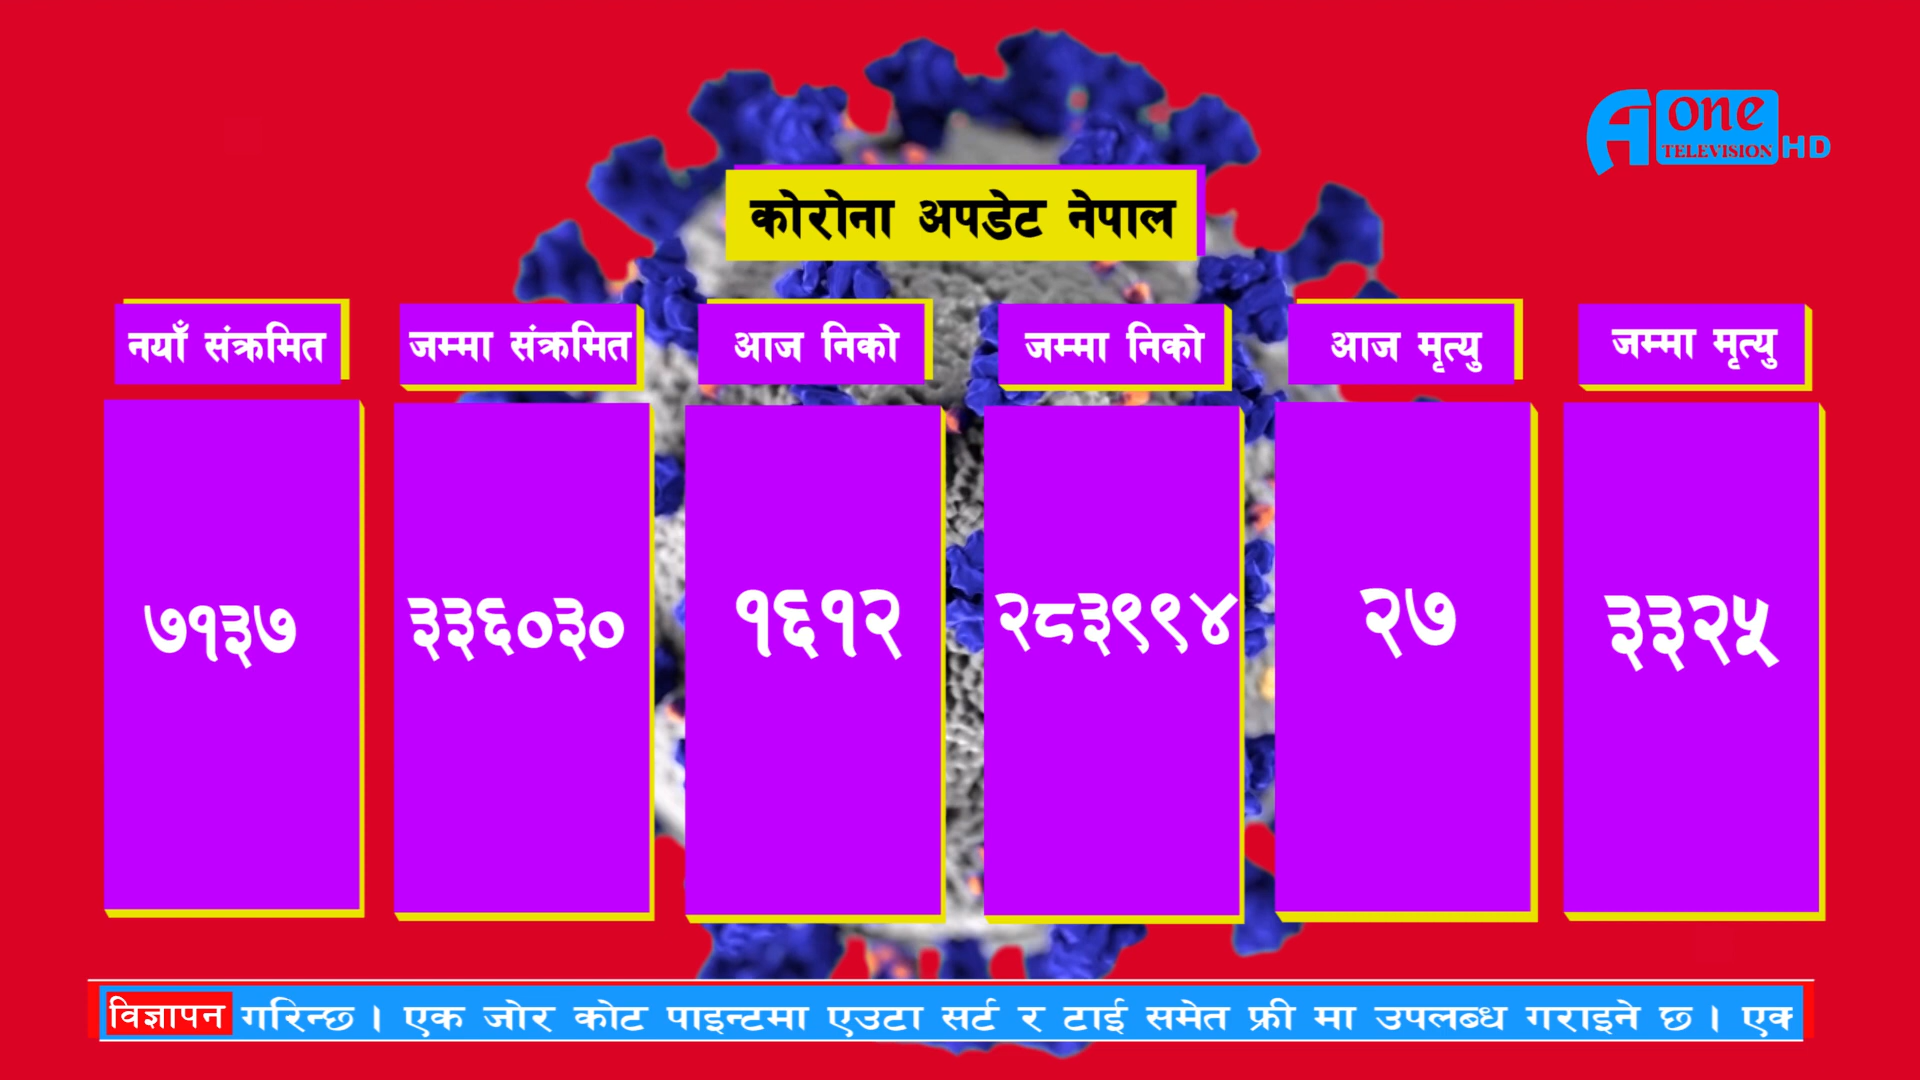 A one
TELEVISION HD
कोरोना अपडेट नेपाल
नयाँ संक्रमित
जम्मा संक्रमित
आज निको
जम्मा निको
आज मृत्यु
जम्मा मृत्यु
७१३७
३३६०३०
१६१२
२८३९९४
२७
३३२५
विज्ञापन गरिन्छ । एक जोर कोट पाइन्टमा एउटा सर्ट र टाई समेत फ्री मा उपलब्ध गराइने छ । एक